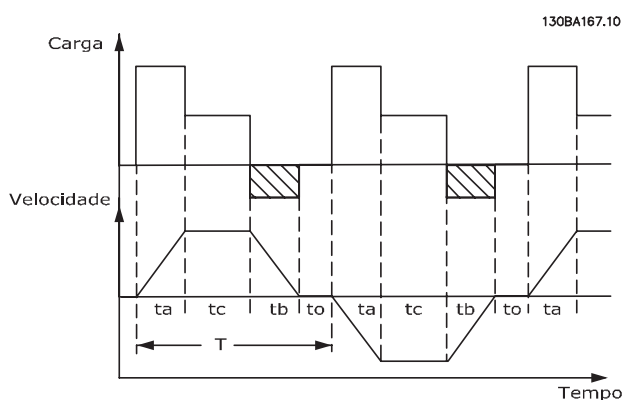 130BA167.10
Carga
Velocidade
ta tc tb to ta tc tb to ta
T
Tempo